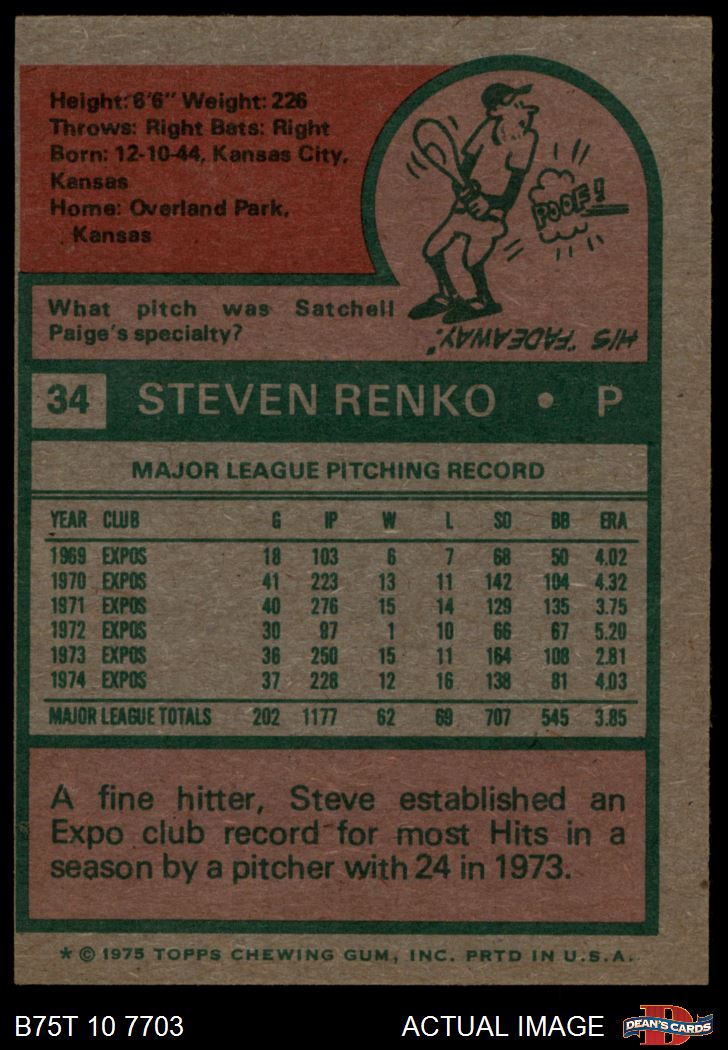 Height: 6'6" Weight: 226
Throws: Right Bats: Right
Born: 12-10-44, Kansas City,
Kansas
Home: Overland Park,
Kansas
POOF!
What pitch was Satchell
Paige's specialty?
HIS "FADEAWAY."
34 STEVEN RENKO • P
MAJOR LEAGUE PITCHING RECORD
YEAR CLUB G IP W L SO BB ERA
1969 EXPOS 18 103 6 7 68 50 4.02
1970 EXPOS 41 223 13 11 142 104 4.32
1971 EXPOS 40 276 15 14 129 135 3.75
1972 EXPOS 30 97 1 10 66 67 5.20
1973 EXPOS 36 250 15 11 164 108 2.81
1974 EXPOS 37 228 12 16 138 81 4.03
MAJOR LEAGUE TOTALS 202 1177 62 69 707 545 3.85
A fine hitter, Steve established an
Expo club record for most Hits in a
season by a pitcher with 24 in 1973.
* © 1975 TOPPS CHEWING GUM, INC. PRTD IN U.S.A.
B75T 10 7703 ACTUAL IMAGE D DEAN'S CARDS